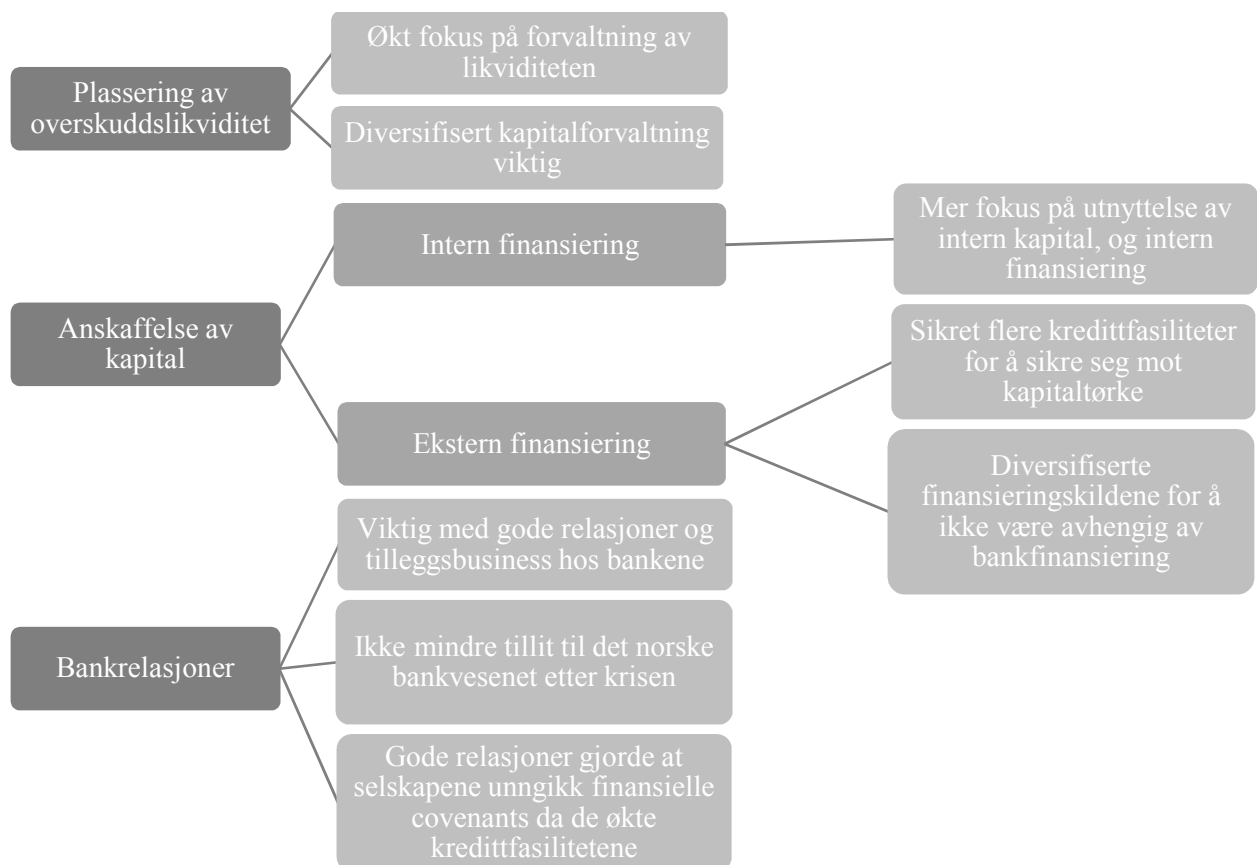 Plassering av
overskuddslikviditet
Økt fokus på forvaltning av
likviditeten
Diversifisert kapitalforvaltning
viktig
Anskaffelse av
kapital
Intern finansiering
Mer fokus på utnyttelse av
intern kapital, og intern
finansiering
Ekstern finansiering
Sikret flere kredittfasiliteter
for å sikre seg mot
kapitaltørke
Diversifiserte
finansieringskildene for å
ikke være avhengig av
bankfinansiering
Bankrelasjoner
Viktig med gode relasjoner og
tilleggsbusiness hos bankene
Ikke mindre tillit til det norske
bankvesenet etter krisen
Gode relasjoner gjorde at
selskapene unngikk finansielle
covenants da de økte
kredittfasilitetene